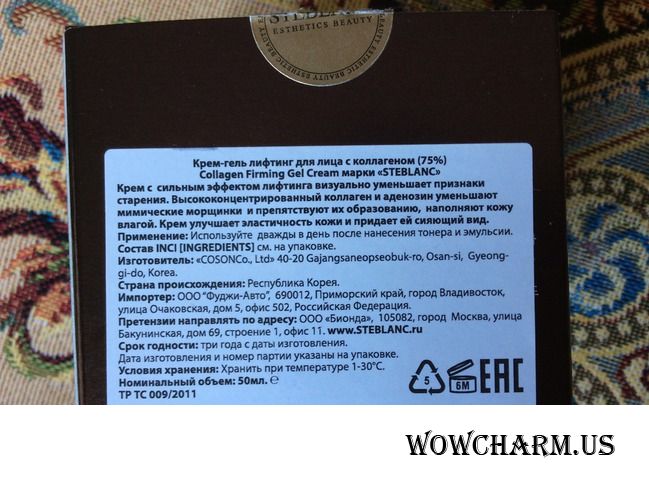 STEBLANC
ESTHETICS BEAUTY
Крем-гель лифтинг для лица с коллагеном (75%)
Collagen Firming Gel Cream марки «STEBLANC»
Крем с сильным эффектом лифтинга визуально уменьшает признаки
старения. Высококонцентрированный коллаген и аденозин уменьшают
мимические морщинки и препятствуют их образованию, наполняют кожу
влагой. Крем улучшает эластичность кожи и придает ей сияющий вид.
Применение: Используйте дважды в день после нанесения тонера и эмульсии.
Состав INCI [INGREDIENTS] см. на упаковке.
Изготовитель: «COSONCo., Ltd» 40-20 Gajangsaneopseobuk-ro, Osan-si, Gyeong-
gi-do, Korea.
Страна происхождения: Республика Корея.
Импортер: ООО "Фуджи-Авто", 690012, Приморский край, город Владивосток,
улица Очаковская, дом 5, офис 502, Российская Федерация.
Претензии направлять по адресу: ООО «Бионда», 105082, город Москва, улица
Бакунинская, дом 69, строение 1, офис 11. www.STEBLANC.ru
Срок годности: три года с даты изготовления.
Дата изготовления и номер партии указаны на упаковке.
Условия хранения: Хранить при температуре 1-30°С.
Номинальный объем: 50мл. ℮
ТР ТС 009/2011
5
6M
EAC
WOWCHARM.US